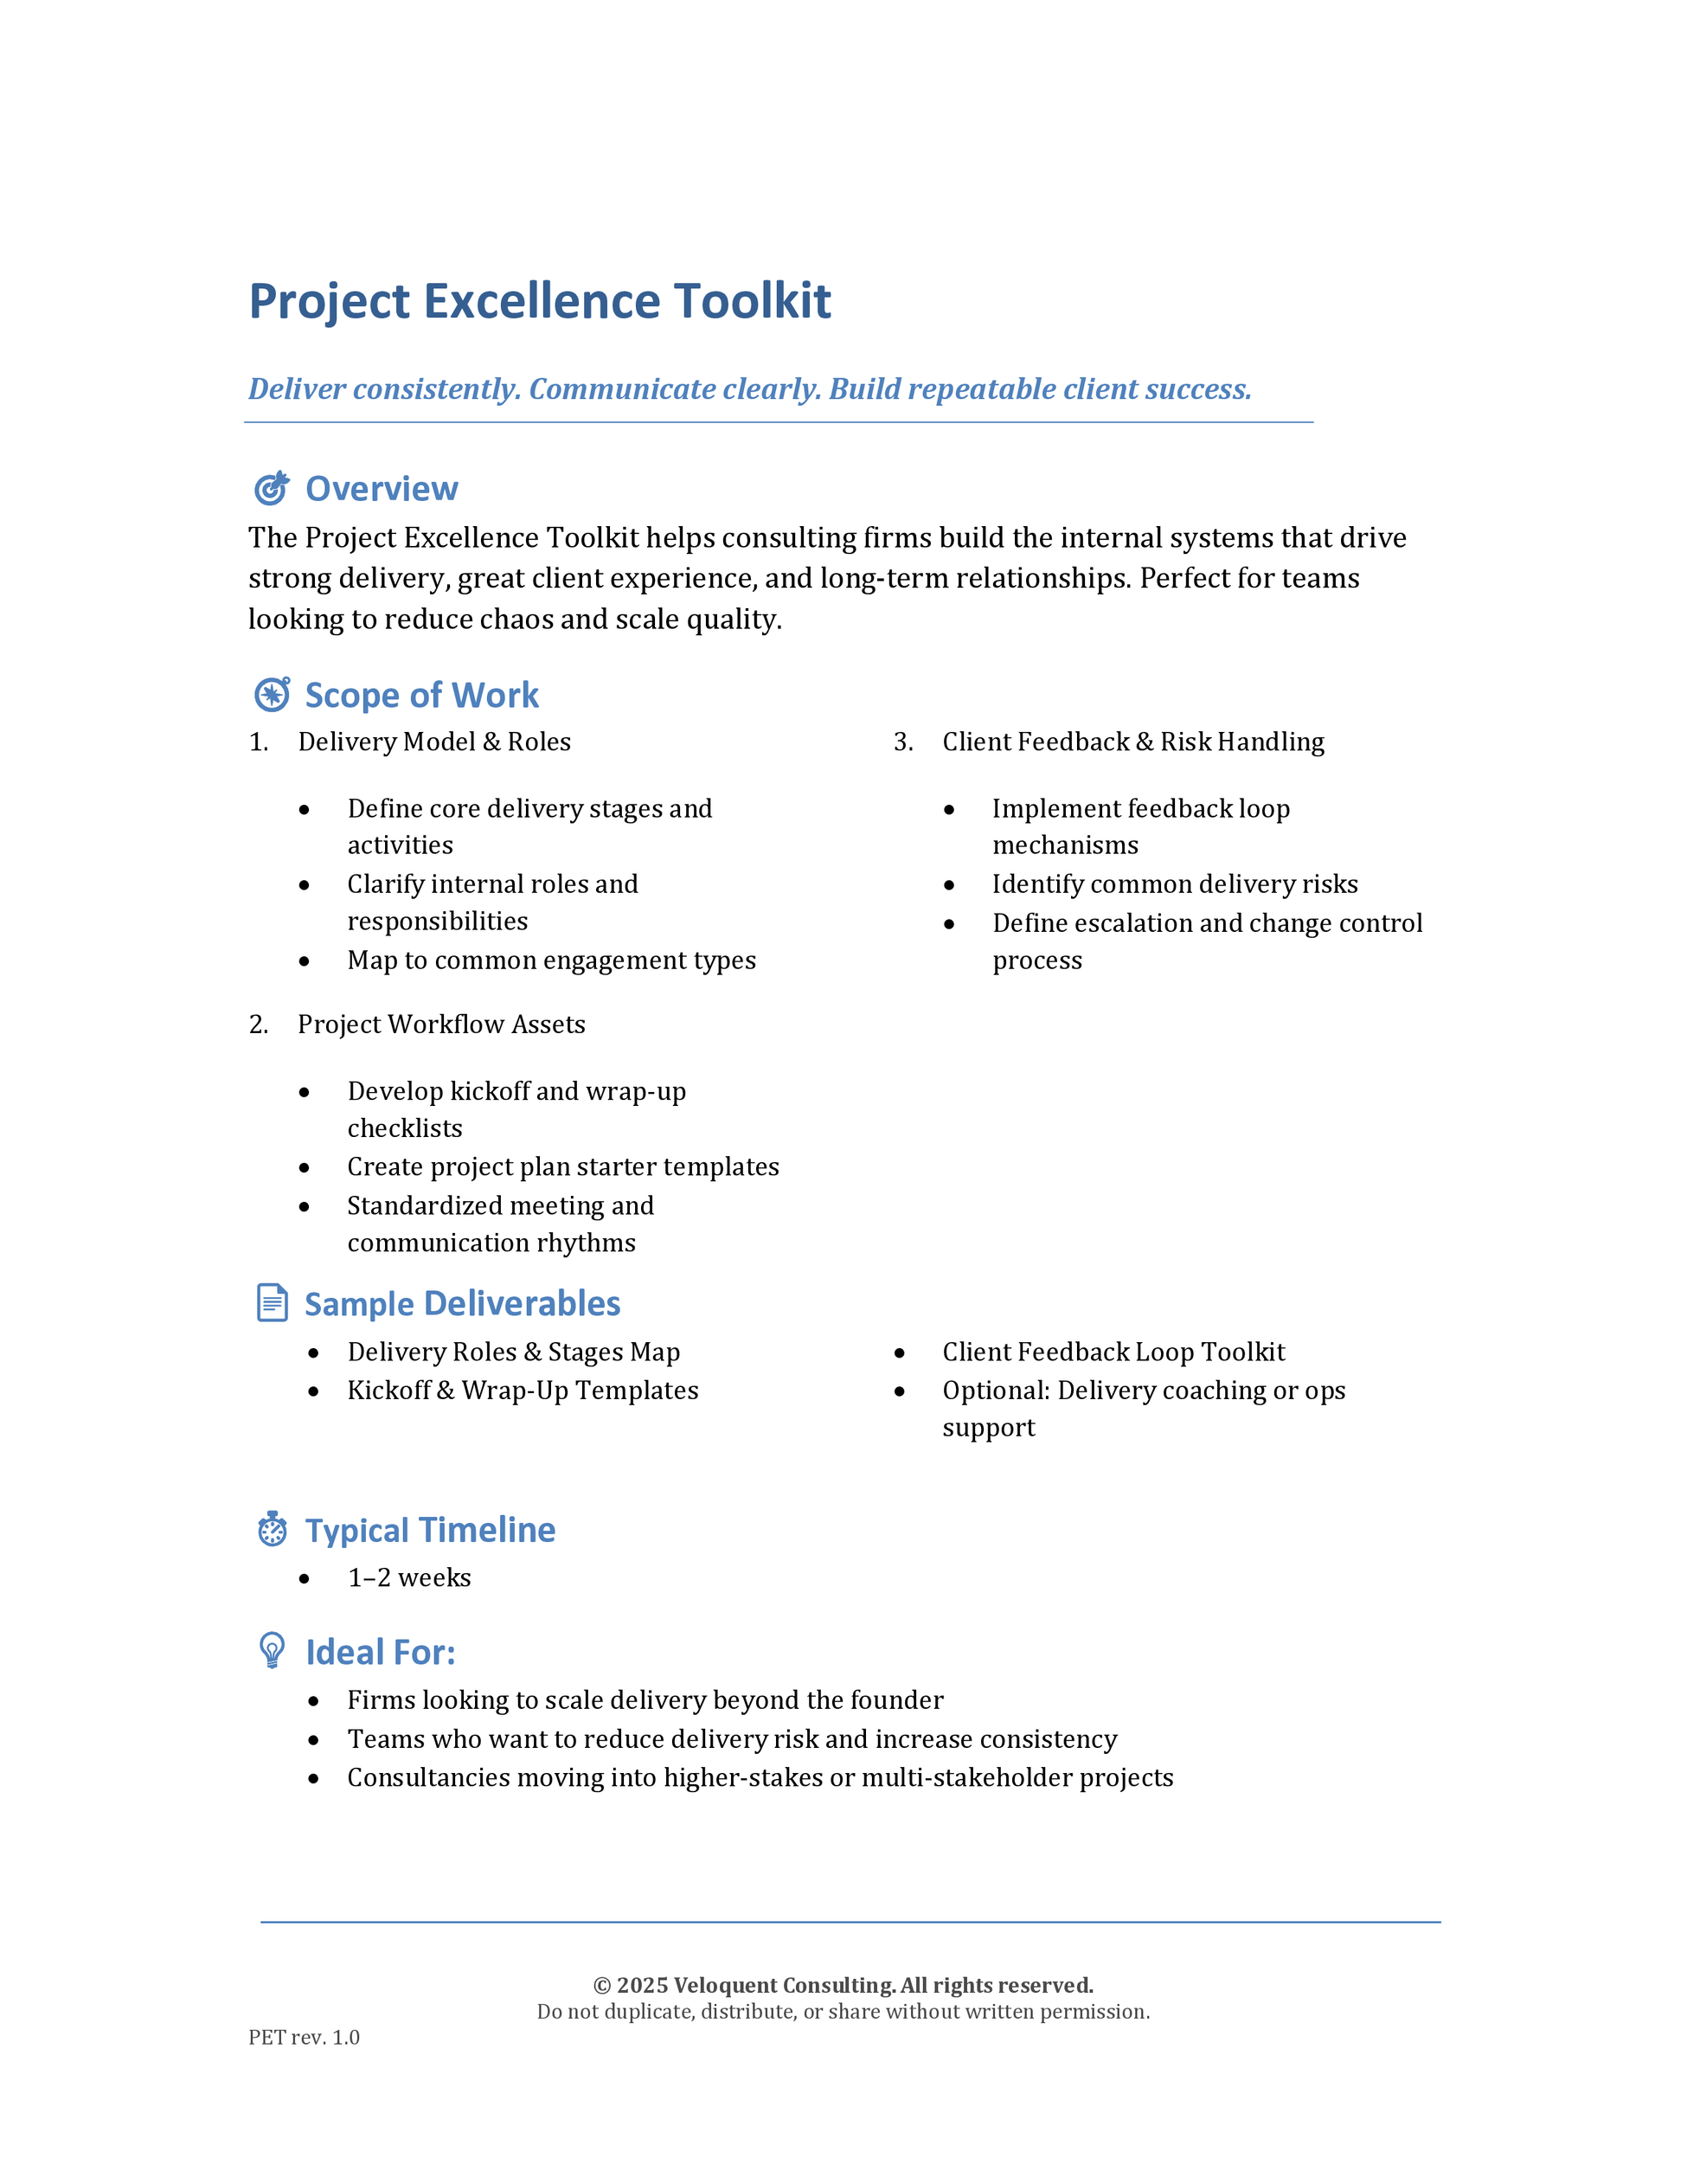 Project Excellence Toolkit
Deliver consistently. Communicate clearly. Build repeatable client success.
Overview
The Project Excellence Toolkit helps consulting firms build the internal systems that drive
strong delivery, great client experience, and long-term relationships. Perfect for teams
looking to reduce chaos and scale quality.
Scope of Work
1. Delivery Model & Roles
• Define core delivery stages and
activities
• Clarify internal roles and
responsibilities
• Map to common engagement types
2. Project Workflow Assets
• Develop kickoff and wrap-up
checklists
• Create project plan starter templates
• Standardized meeting and
communication rhythms
3. Client Feedback & Risk Handling
• Implement feedback loop
mechanisms
• Identify common delivery risks
• Define escalation and change control
process
Sample Deliverables
• Delivery Roles & Stages Map
• Kickoff & Wrap-Up Templates
• Client Feedback Loop Toolkit
• Optional: Delivery coaching or ops
support
Typical Timeline
• 1–2 weeks
Ideal For:
• Firms looking to scale delivery beyond the founder
• Teams who want to reduce delivery risk and increase consistency
• Consultancies moving into higher-stakes or multi-stakeholder projects
© 2025 Veloquent Consulting. All rights reserved.
Do not duplicate, distribute, or share without written permission.
PET rev. 1.0